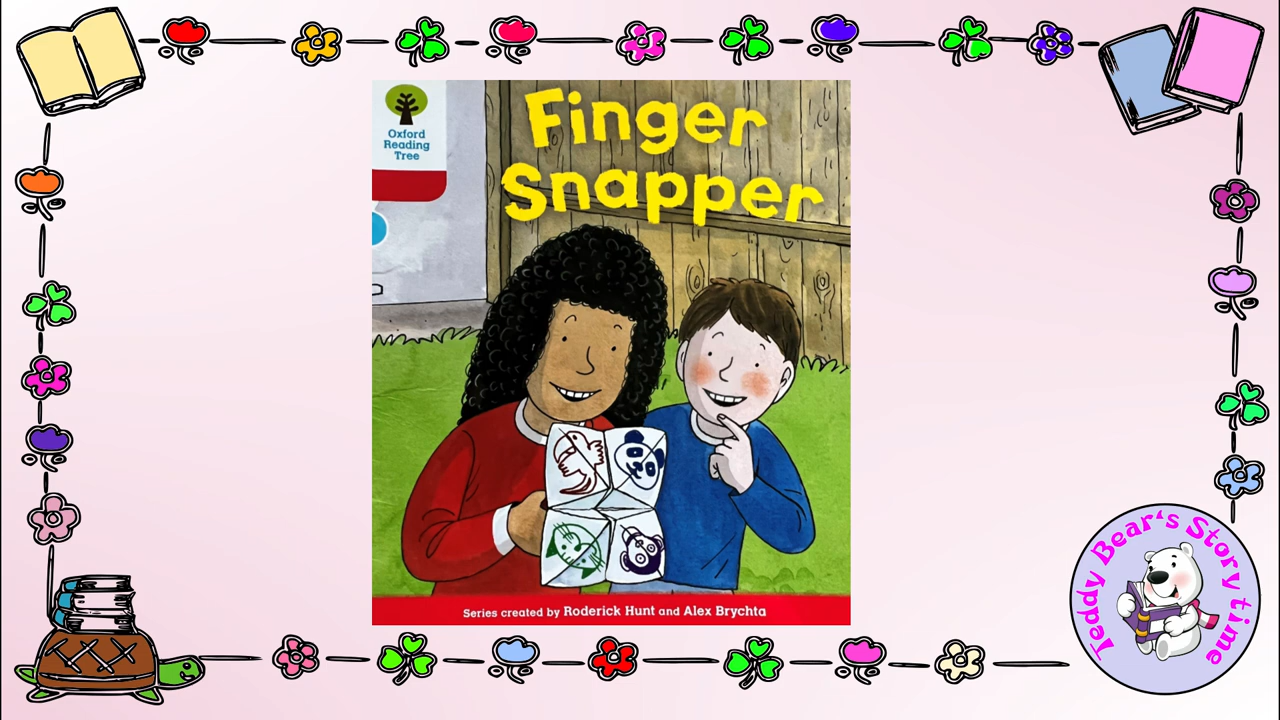 Oxford
Reading
Tree
Finger
Snapper
Series created by Roderick Hunt and Alex Brychta
Teddy Bear's Story time